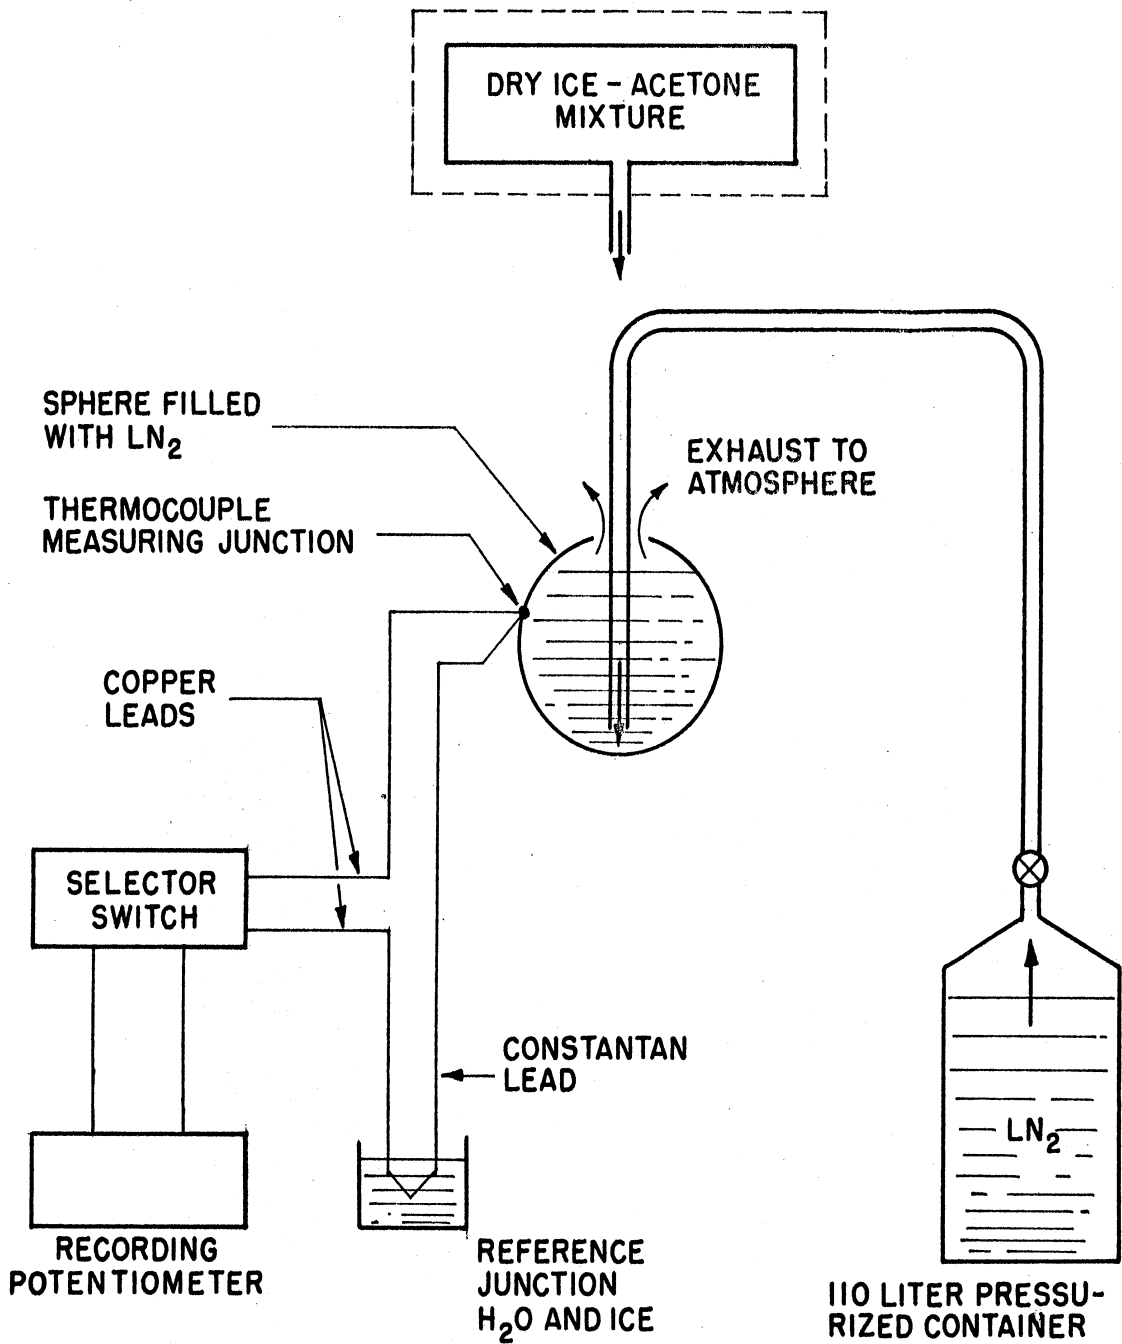 DRY ICE – ACETONE
MIXTURE
SPHERE FILLED
WITH LN₂
EXHAUST TO
ATMOSPHERE
THERMOCOUPLE
MEASURING JUNCTION
COPPER
LEADS
SELECTOR
SWITCH
CONSTANTAN
LEAD
LN₂
RECORDING
POTENTIOMETER
REFERENCE
JUNCTION
H₂O AND ICE
110 LITER PRESSU-
RIZED CONTAINER